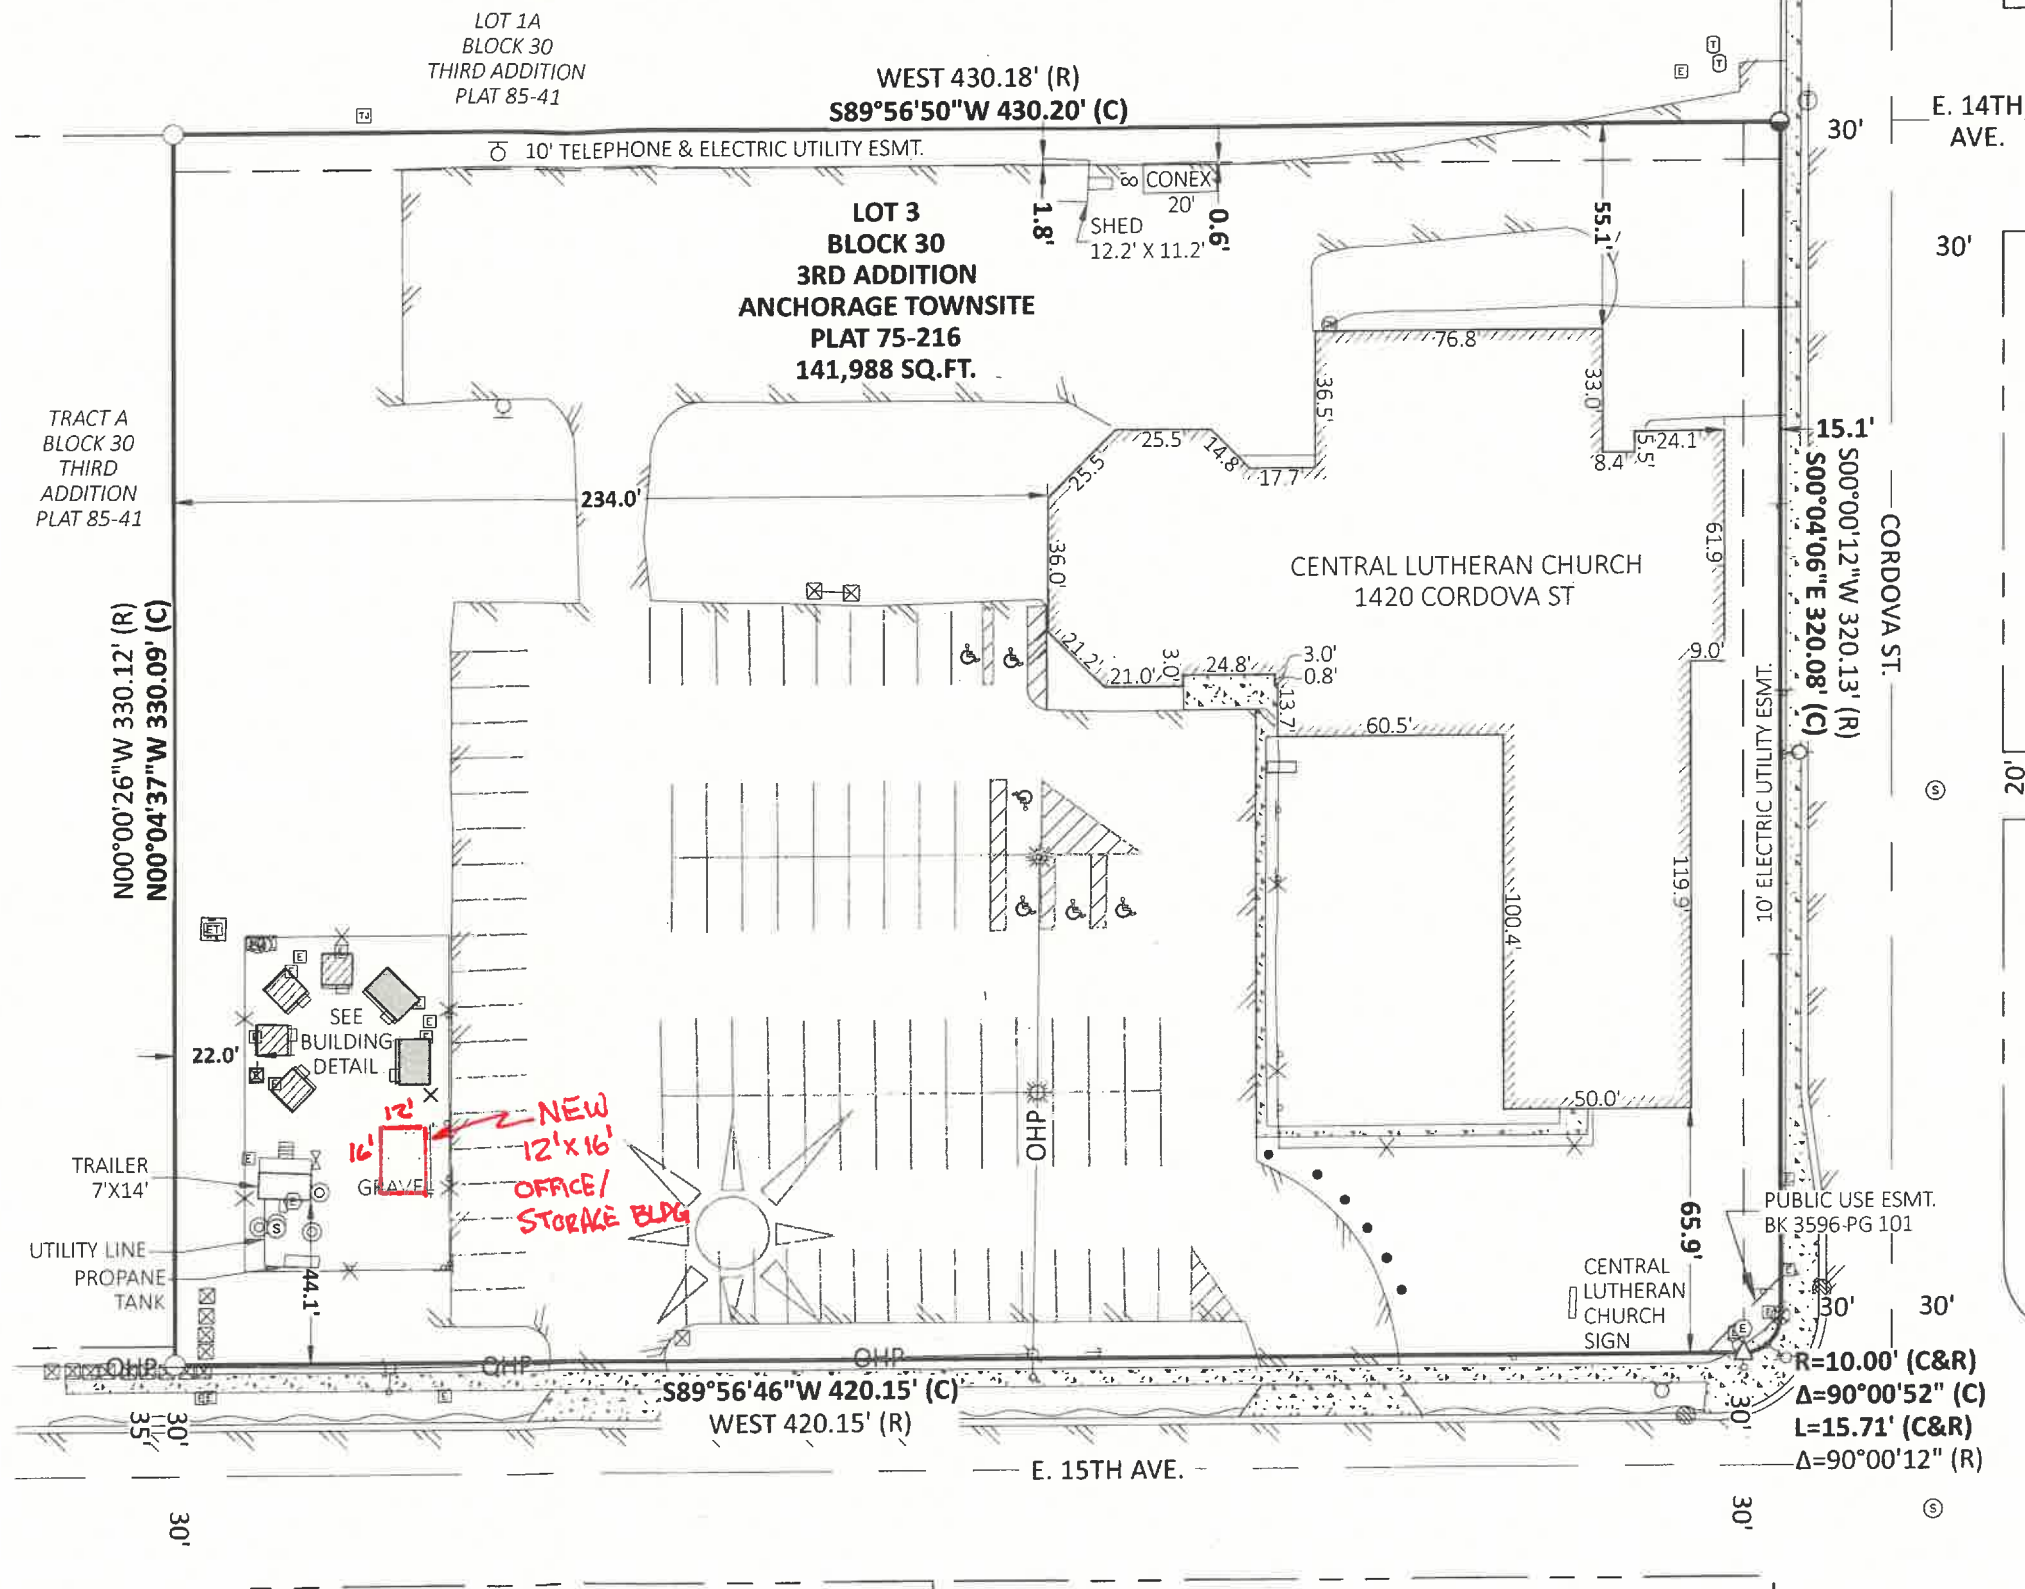 LOT 1A
BLOCK 30
THIRD ADDITION
PLAT 85-41
WEST 430.18' (R)
S89°56'50"W 430.20' (C)
10' TELEPHONE & ELECTRIC UTILITY ESMT.
E. 14TH
AVE.
30'
30'
CONEX
20'
SHED
12.2' X 11.2'
1.8'
0.6'
55.1'
LOT 3
BLOCK 30
3RD ADDITION
ANCHORAGE TOWNSITE
PLAT 75-216
141,988 SQ.FT.
TRACT A
BLOCK 30
THIRD
ADDITION
PLAT 85-41
234.0'
76.8'
36.5'
33.0'
25.5'
25.5'
14.8'
17.7'
8.4'
5.5'
24.1'
15.1'
36.0'
61.9'
CENTRAL LUTHERAN CHURCH
1420 CORDOVA ST
S00°00'12"W 320.13' (R)
S00°04'06"E 320.08' (C)
CORDOVA ST.
N00°00'26"W 330.12' (R)
N00°04'37"W 330.09' (C)
21.2'
21.0'
3.0'
24.8'
3.0'
0.8'
13.7'
9.0'
60.5'
10' ELECTRIC UTILITY ESMT.
20'
S
119.9'
100.4'
50.0'
ET
SEE
BUILDING
DETAIL
22.0'
12'
16'
NEW
12'X16'
OFFICE/
STORAGE BLDG
GRAVEL
TRAILER
7'X14'
UTILITY LINE
PROPANE
TANK
44.1'
OHP
65.9'
PUBLIC USE ESMT.
BK 3596-PG 101
CENTRAL
LUTHERAN
CHURCH
SIGN
30'
30'
OHP
OHP
OHP
R=10.00' (C&R)
Δ=90°00'52" (C)
L=15.71' (C&R)
Δ=90°00'12" (R)
S89°56'46"W 420.15' (C)
WEST 420.15' (R)
35'
30'
30'
E. 15TH AVE.
30'
30'
S